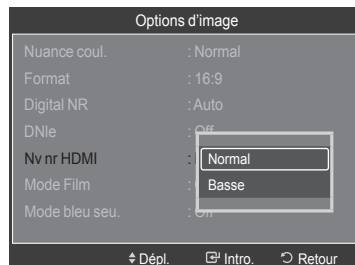 Options d'image
Nuance coul. : Normal
Format : 16:9
Digital NR : Auto
DNIe : Off
Nv nr HDMI : Normal
Mode Film : Basse
Mode bleu seu. : Off
Dépl. Intro. Retour